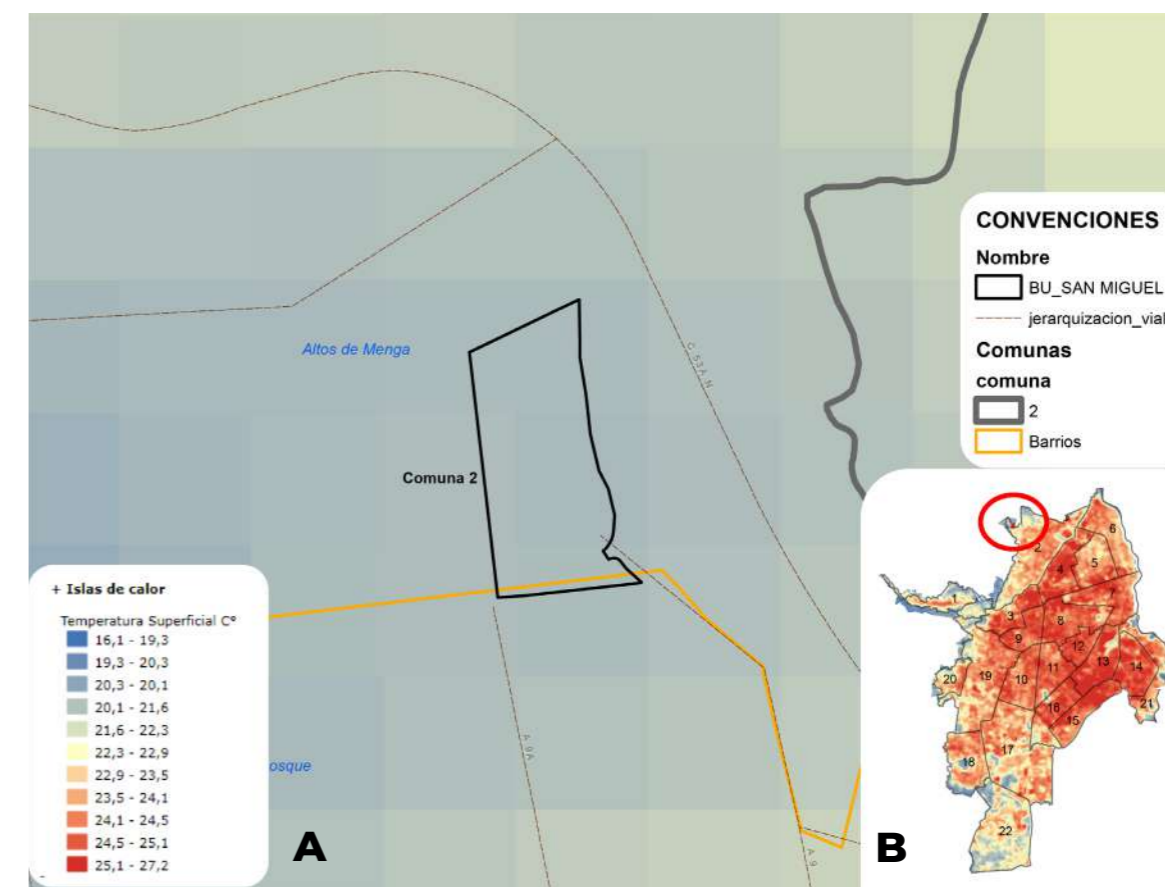 Altos de Menga
C 53A N
Comuna 2
osque
A 9A
A 9
A
CONVENCIONES
Nombre
BU_SAN MIGUEL
jerarquizacion_vial
Comunas
comuna
2
Barrios
+ Islas de calor
Temperatura Superficial C°
16,1 - 19,3
19,3 - 20,3
20,3 - 20,1
20,1 - 21,6
21,6 - 22,3
22,3 - 22,9
22,9 - 23,5
23,5 - 24,1
24,1 - 24,5
24,5 - 25,1
25,1 - 27,2
B
6
2
5
4
1
7
3
8
9
12
13
14
11
20
19
10
21
16
15
17
18
22